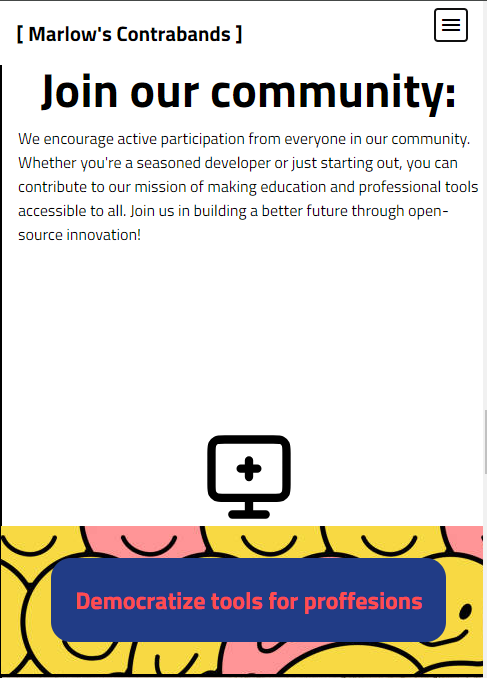 [ Marlow's Contrabands ]
Join our community:
We encourage active participation from everyone in our community.
Whether you're a seasoned developer or just starting out, you can
contribute to our mission of making education and professional tools
accessible to all. Join us in building a better future through open-
source innovation!
Democratize tools for proffesions